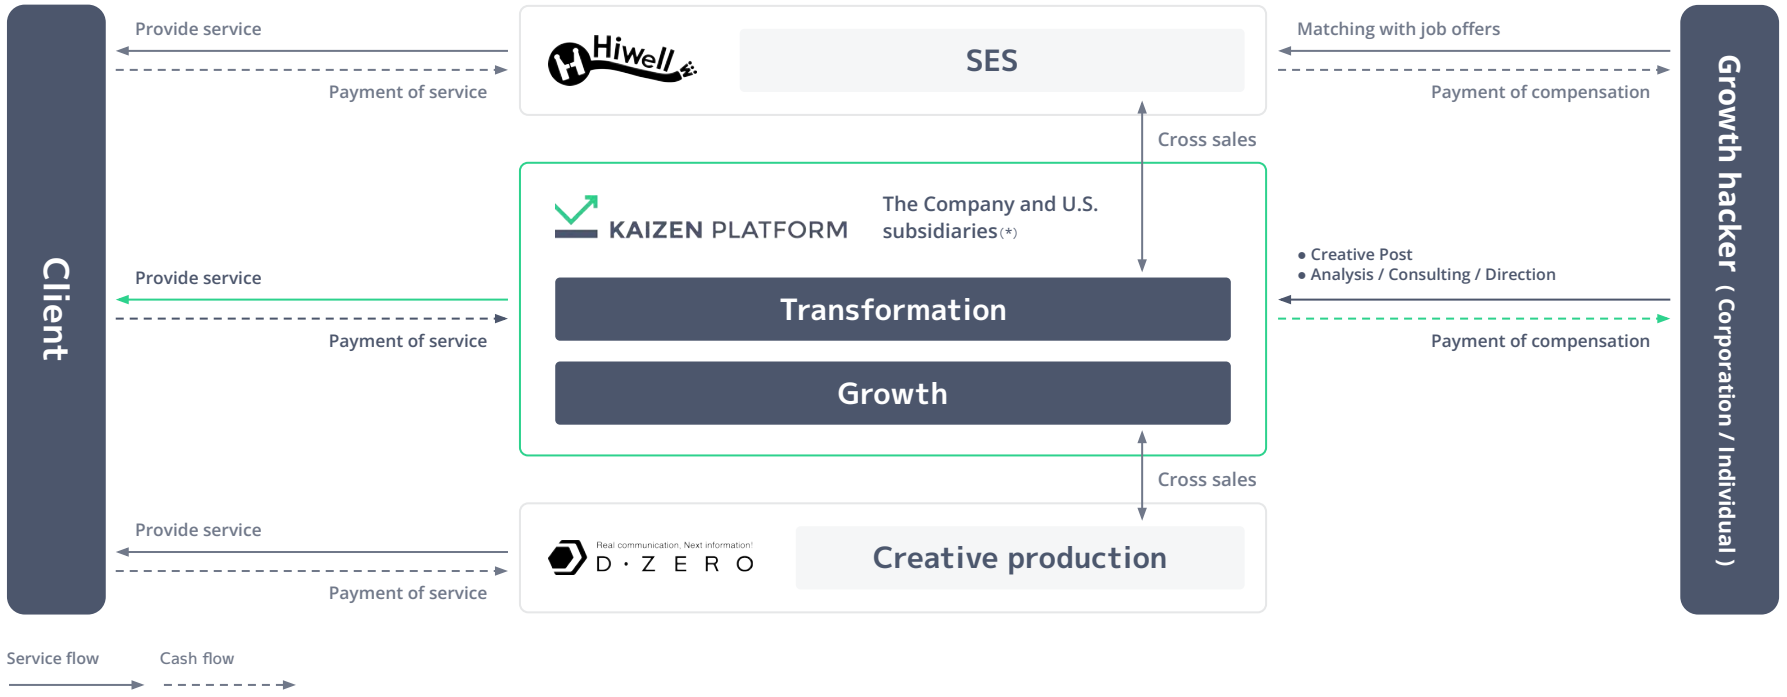 Client
Provide service
Payment of service
Hiwell
SES
Matching with job offers
Payment of compensation
Cross sales
KAIZEN PLATFORM
The Company and U.S.
subsidiaries(*)
Transformation
Growth
Provide service
Payment of service
● Creative Post
● Analysis / Consulting / Direction
Payment of compensation
Cross sales
Provide service
Payment of service
Real communication, Next information!
D・ZERO
Creative production
Growth hacker ( Corporation / Individual )
Service flow
Cash flow